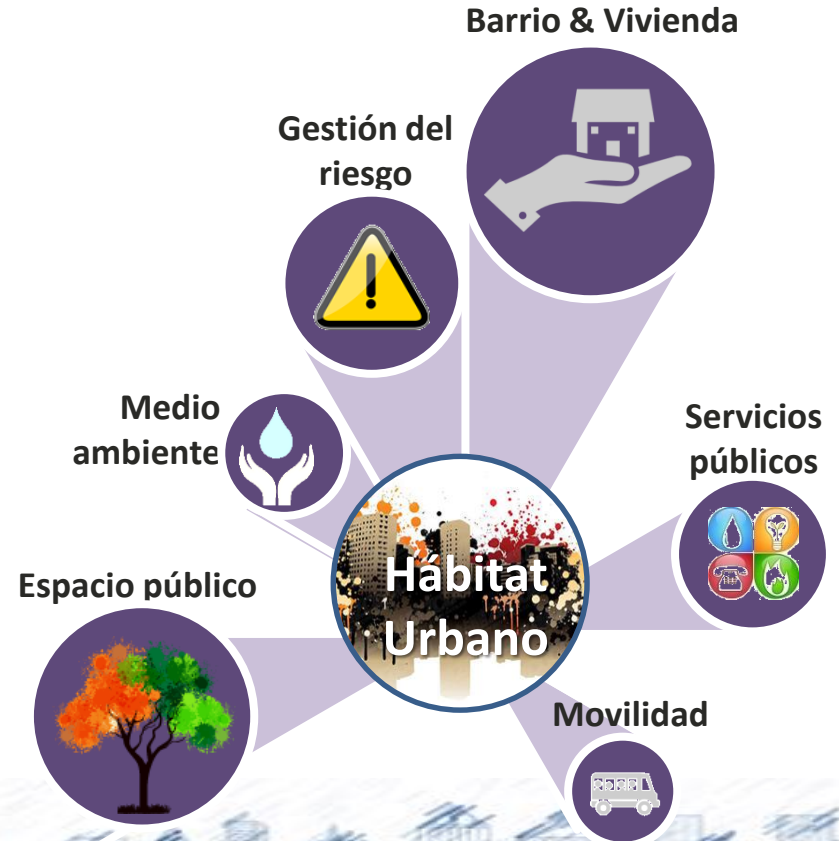 Barrio & Vivienda
Gestión del
riesgo
Medio
ambiente
Servicios
públicos
Espacio público
Hábitat
Urbano
Movilidad